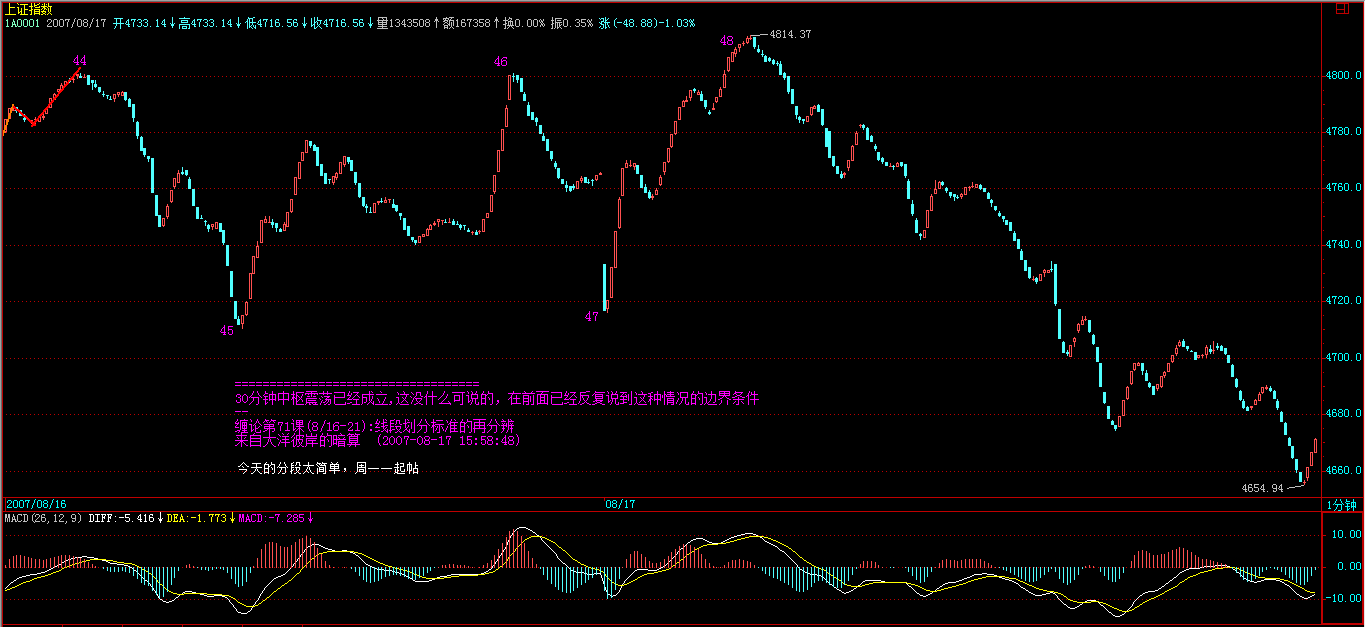 上证指数
1A0001 2007/08/17 开4733.14↓高4733.14↓低4716.56↓收4716.56↓量1343508↑额167358↑换0.00% 振0.35% 涨(-48.88)-1.03%
44
46
48
4814.37
4800.0
4780.0
4760.0
4740.0
47
4720.0
45
4700.0
===================================
30分钟中枢震荡已经成立,这没什么可说的，在前面已经反复说到这种情况的边界条件
4680.0
--
缠论第71课(8/16-21):线段划分标准的再分辨
来自大洋彼岸的暗算 (2007-08-17 15:58:48)
今天的分段太简单，周一一起帖
4660.0
4654.94
2007/08/16
08/17
1分钟
MACD(26,12,9) DIFF:-5.416↓DEA:-1.773↓MACD:-7.285↓
10.00
0.00
-10.00